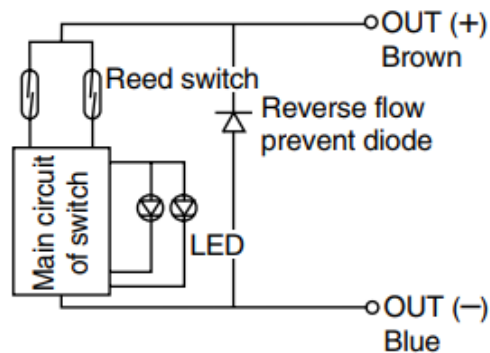 OUT (+)
Brown
Reed switch
Reverse flow
prevent diode
Main circuit
of switch
LED
OUT (−)
Blue